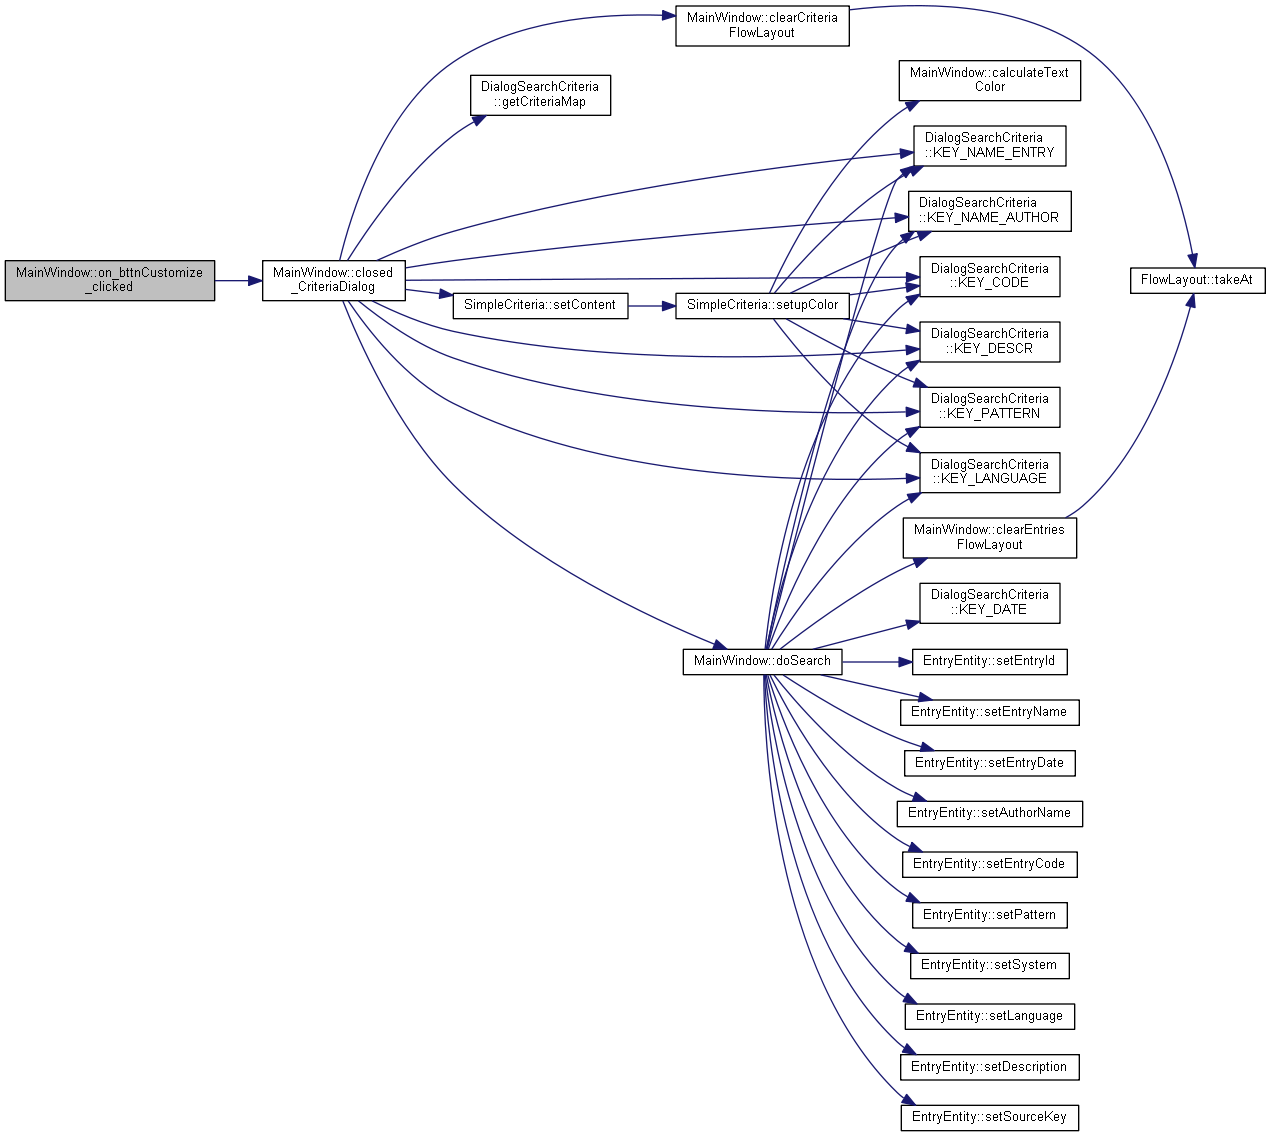 MainWindow::clearCriteria
FlowLayout
MainWindow::calculateText
Color
DialogSearchCriteria
::getCriteriaMap
DialogSearchCriteria
::KEY_NAME_ENTRY
DialogSearchCriteria
::KEY_NAME_AUTHOR
MainWindow::on_bttnCustomize
_clicked
MainWindow::closed
_CriteriaDialog
DialogSearchCriteria
::KEY_CODE
FlowLayout::takeAt
SimpleCriteria::setContent
SimpleCriteria::setupColor
DialogSearchCriteria
::KEY_DESCR
DialogSearchCriteria
::KEY_PATTERN
DialogSearchCriteria
::KEY_LANGUAGE
MainWindow::clearEntries
FlowLayout
DialogSearchCriteria
::KEY_DATE
MainWindow::doSearch
EntryEntity::setEntryId
EntryEntity::setEntryName
EntryEntity::setEntryDate
EntryEntity::setAuthorName
EntryEntity::setEntryCode
EntryEntity::setPattern
EntryEntity::setSystem
EntryEntity::setLanguage
EntryEntity::setDescription
EntryEntity::setSourceKey